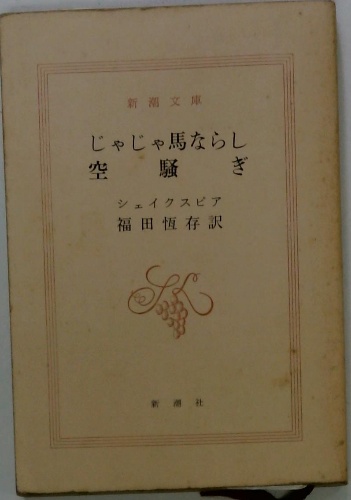 新潮文庫
じゃじゃ馬ならし
空騒ぎ
シェイクスピア
福田恆存訳
新潮社